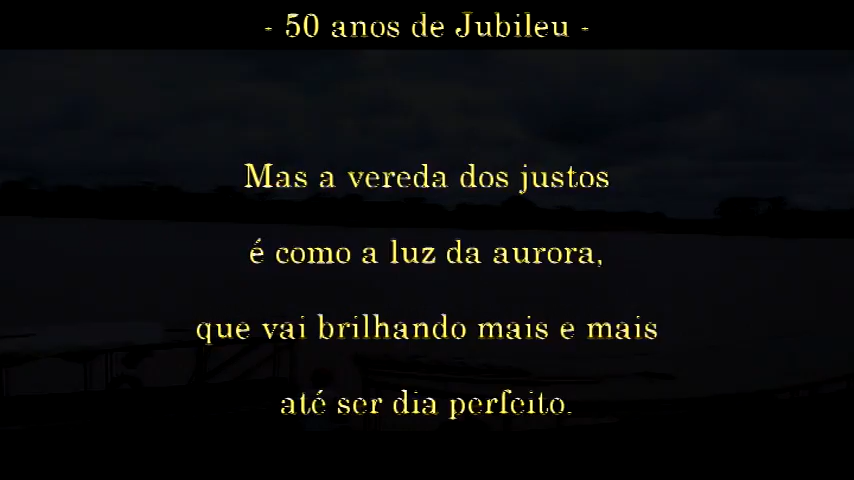 - 50 anos de Jubileu -
Mas a vereda dos justos
é como a luz da aurora,
que vai brilhando mais e mais
até ser dia perfeito.